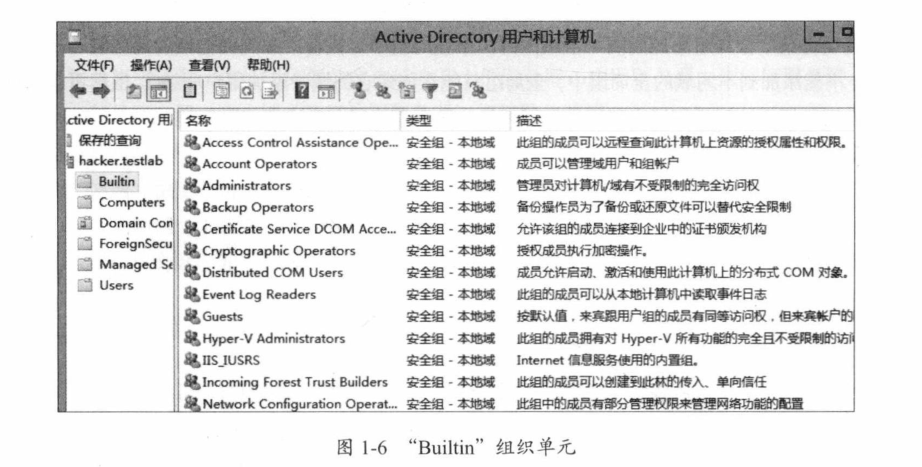 Active Directory 用户和计算机
文件(F) 操作(A) 查看(V) 帮助(H)
ctive Directory 用
保存的查询
hacker.testlab
Builtin
Computers
Domain Con
ForeignSecu
Managed Se
Users
名称 类型 描述
Access Control Assistance Ope... 安全组 - 本地域 此组的成员可以远程查询此计算机上资源的授权属性和权限。
Account Operators 安全组 - 本地域 成员可以管理域用户和组帐户
Administrators 安全组 - 本地域 管理员对计算机/域有不受限制的完全访问权
Backup Operators 安全组 - 本地域 备份操作员为了备份或还原文件可以替代安全限制
Certificate Service DCOM Acce... 安全组 - 本地域 允许该组的成员连接到企业中的证书颁发机构
Cryptographic Operators 安全组 - 本地域 授权成员执行加密操作。
Distributed COM Users 安全组 - 本地域 成员允许启动、激活和使用此计算机上的分布式 COM 对象。
Event Log Readers 安全组 - 本地域 此组的成员可以从本地计算机中读取事件日志
Guests 安全组 - 本地域 按默认值，来宾跟用户组的成员有同等访问权，但来宾帐户的
Hyper-V Administrators 安全组 - 本地域 此组的成员拥有对 Hyper-V 所有功能的完全且不受限制的访
IIS_IUSRS 安全组 - 本地域 Internet 信息服务使用的内置组。
Incoming Forest Trust Builders 安全组 - 本地域 此组的成员可以创建到此林的传入、单向信任
Network Configuration Operat... 安全组 - 本地域 此组中的成员有部分管理权限来管理网络功能的配置
图 1-6 “Builtin”组织单元